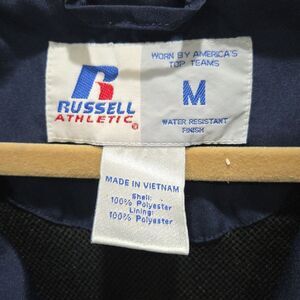 RUSSELL
ATHLETIC®
WORN BY AMERICA'S
TOP TEAMS
M
WATER RESISTANT
FINISH
MADE IN VIETNAM
Shell:
100% Polyester
Lining:
100% Polyester